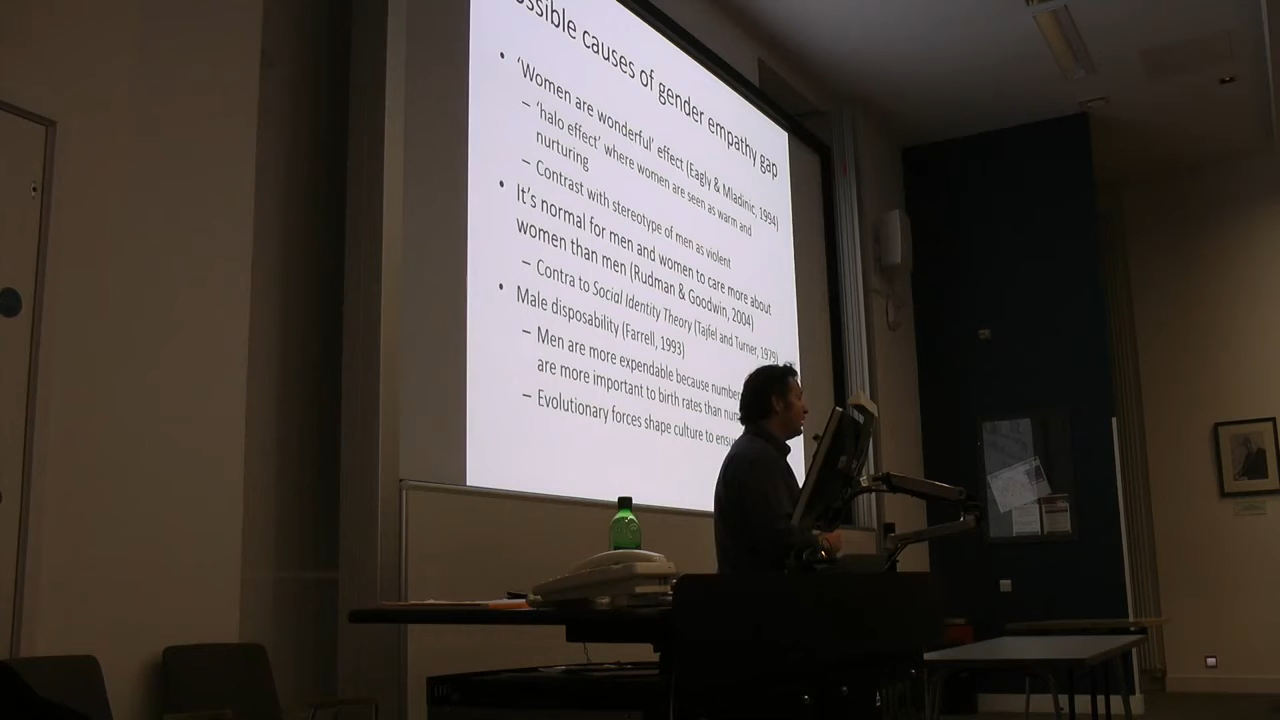 causes of gender empathy gap
• 'Women are wonderful' effect (Eagly & Mladinic, 1994)
– 'halo effect' where women are seen as warm and
nurturing
– Contrast with stereotype of men as violent
• It's normal for men and women to care more about
women than men (Rudman & Goodwin, 2004)
– Contra to Social Identity Theory (Tajfel and Turner, 1979)
• Male disposability (Farrell, 1993)
– Men are more expendable because number
are more important to birth rates than
– Evolutionary forces shape culture to